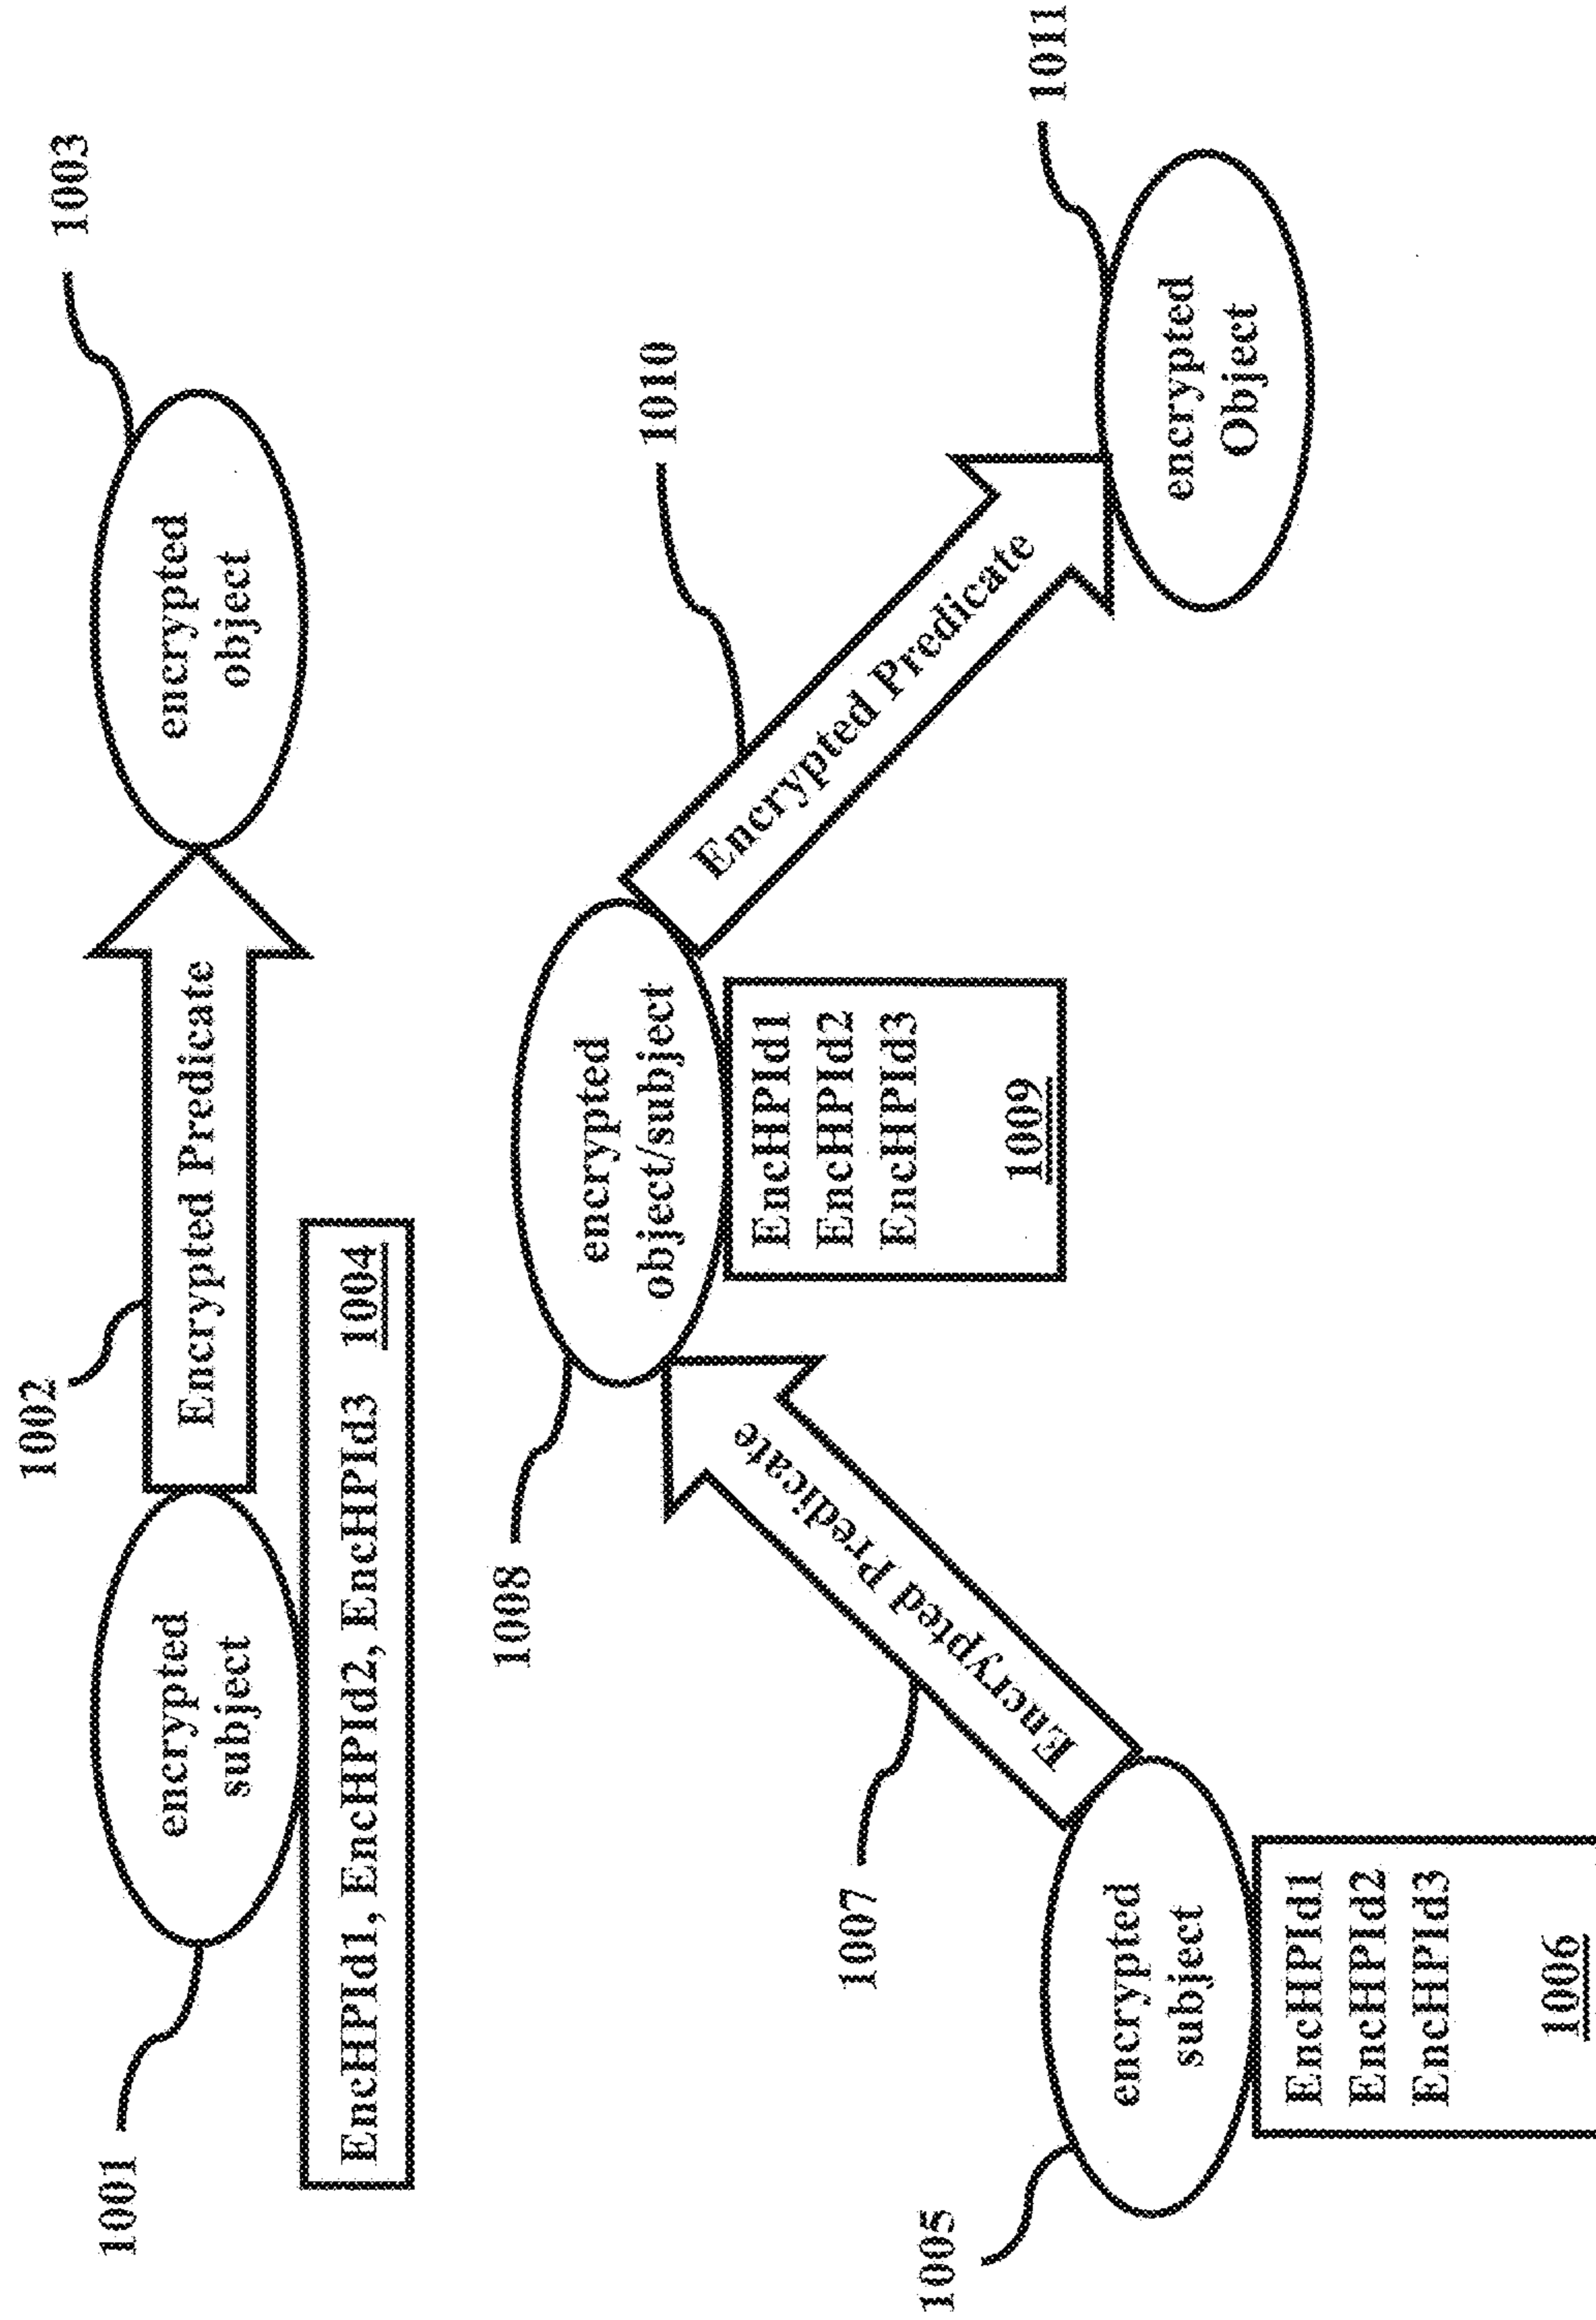 1002
1003
1001
encrypted
subject
Encrypted Predicate
encrypted
object
EncHPId1, EncHPId2, EncHPId3 1004
1008
1010
encrypted
object/subject
EncHPId1
EncHPId2
EncHPId3
1009
1007
Encrypted Predicate
Encrypted Predicate
1011
1005
encrypted
subject
encrypted
Object
EncHPId1
EncHPId2
EncHPId3
1006